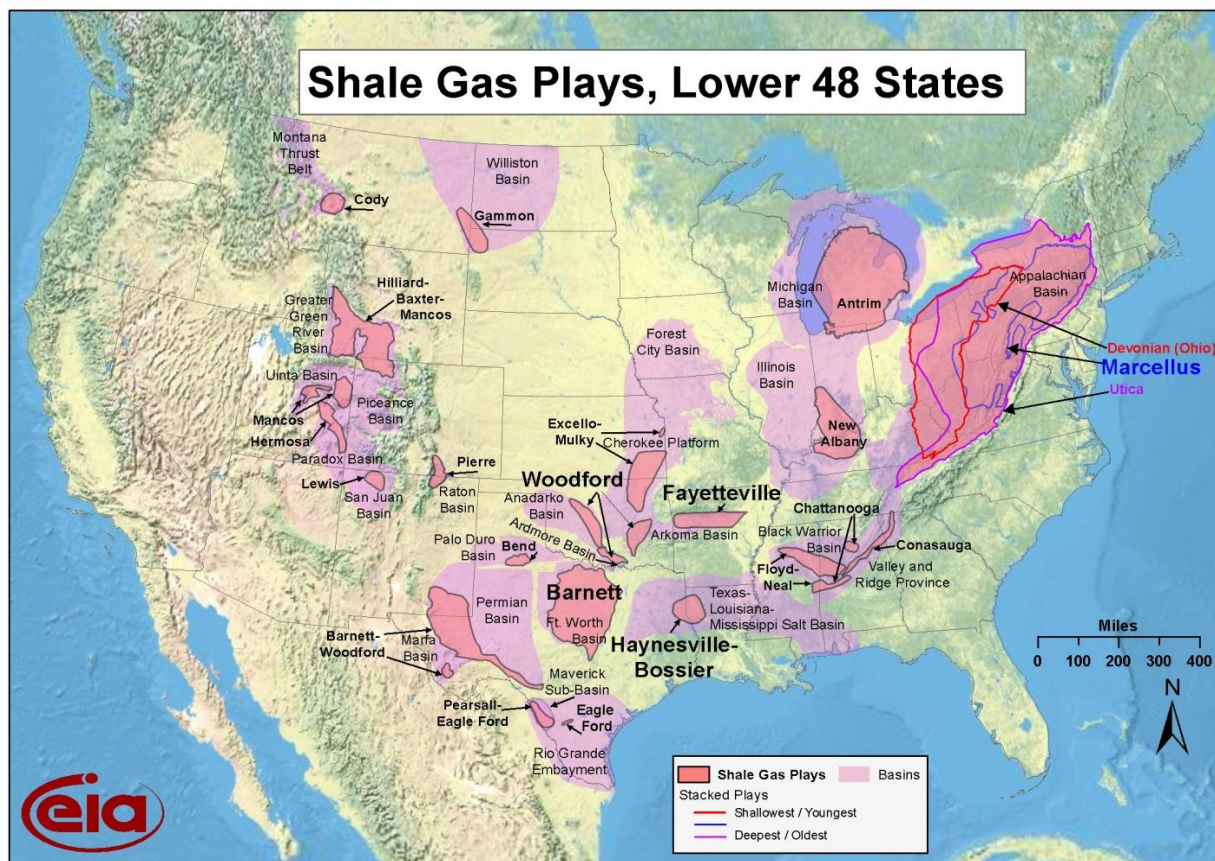 Shale Gas Plays, Lower 48 States
Montana
Thrust
Belt
Cody
Williston
Basin
Gammon
Hilliard-
Baxter-
Mancos
Greater
Green
River
Basin
Uinta Basin
Mancos
Piceance
Basin
Hermosa
Paradox Basin
Lewis
San Juan
Basin
Pierre
Raton
Basin
Michigan
Basin
Antrim
Forest
City Basin
Illinois
Basin
New
Albany
Excello-
Mulky
Cherokee Platform
Appalachian
Basin
Devonian (Ohio)
Marcellus
Utica
Woodford
Anadarko
Basin
Fayetteville
Arkoma Basin
Ardmore Basin
Palo Duro
Basin
Bend
Chattanooga
Black Warrior
Basin
Conasauga
Floyd-
Neal
Valley and
Ridge Province
Barnett
Ft. Worth
Basin
Permian
Basin
Barnett-
Woodford
Marfa
Basin
Texas-
Louisiana-
Mississippi Salt Basin
Haynesville-
Bossier
Maverick
Sub-Basin
Pearsall-
Eagle Ford
Eagle
Ford
Rio Grande
Embayment
Miles
0 100 200 300 400
N
Shale Gas Plays
Basins
Stacked Plays
Shallowest / Youngest
Deepest / Oldest
eia